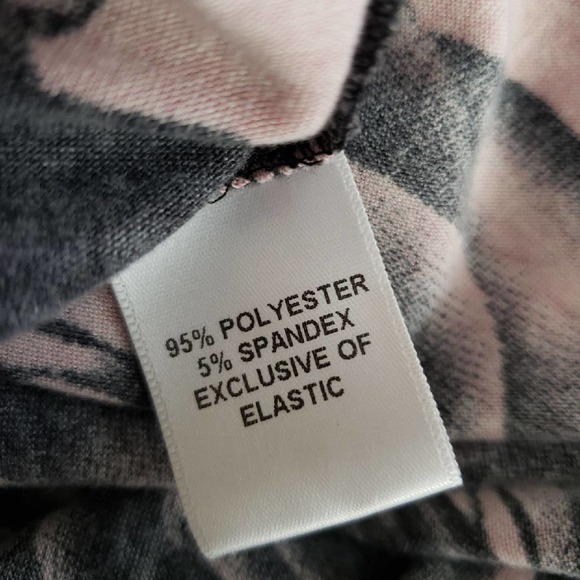 95% POLYESTER
5% SPANDEX
EXCLUSIVE OF
ELASTIC